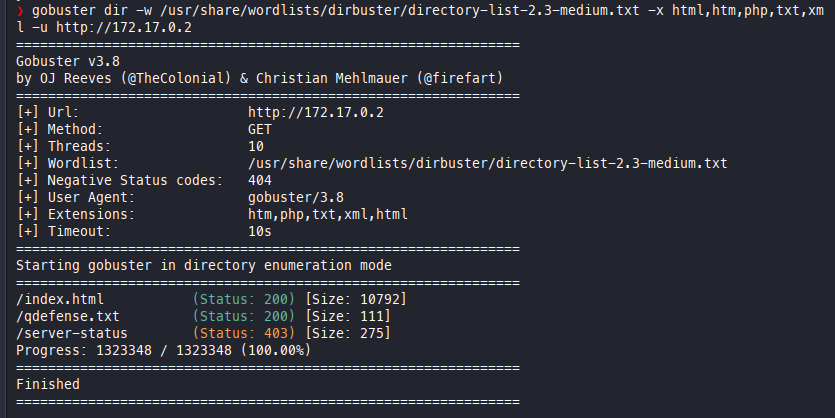 ❯ gobuster dir -w /usr/share/wordlists/dirbuster/directory-list-2.3-medium.txt -x html,htm,php,txt,xm
l -u http://172.17.0.2
===============================================================
Gobuster v3.8
by OJ Reeves (@TheColonial) & Christian Mehlmauer (@firefart)
===============================================================
[+] Url:                     http://172.17.0.2
[+] Method:                  GET
[+] Threads:                 10
[+] Wordlist:                /usr/share/wordlists/dirbuster/directory-list-2.3-medium.txt
[+] Negative Status codes:   404
[+] User Agent:              gobuster/3.8
[+] Extensions:              htm,php,txt,xml,html
[+] Timeout:                 10s
===============================================================
Starting gobuster in directory enumeration mode
===============================================================
/index.html           (Status: 200) [Size: 10792]
/qdefense.txt         (Status: 200) [Size: 111]
/server-status        (Status: 403) [Size: 275]
Progress: 1323348 / 1323348 (100.00%)
===============================================================
Finished
===============================================================